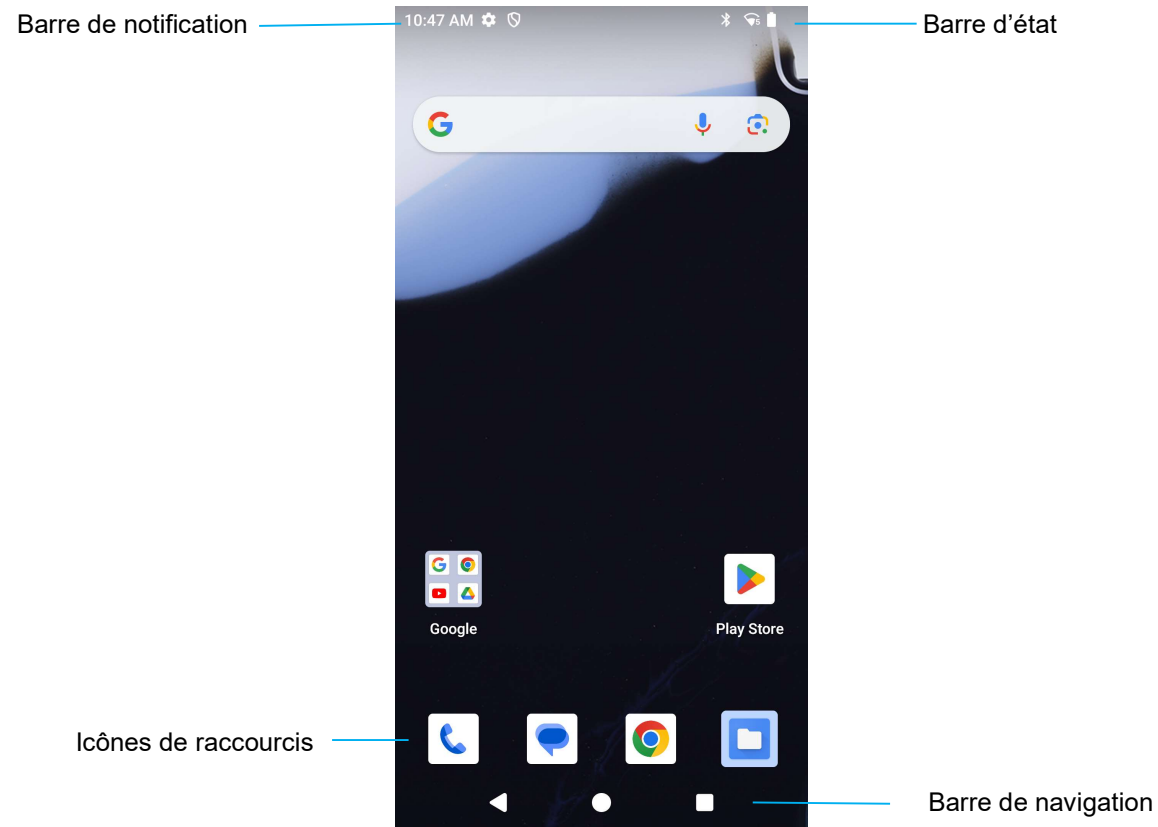 Barre de notification
10:47 AM
Barre d’état
Google
Play Store
Icônes de raccourcis
Barre de navigation